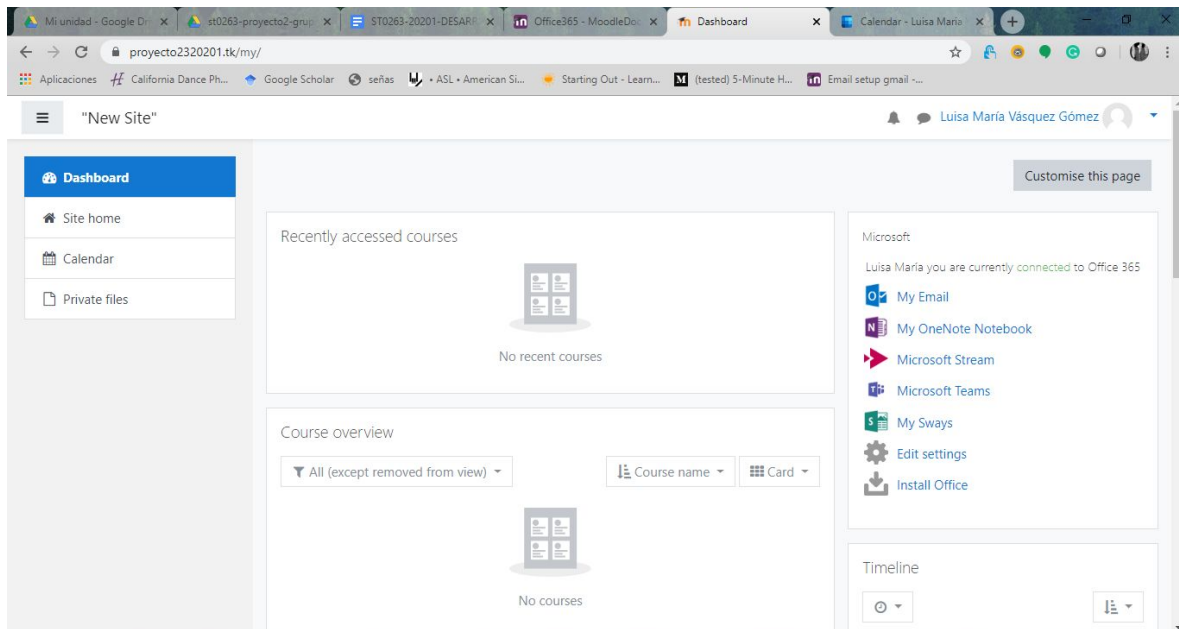 Mi unidad - Google Dri
st0263-proyecto2-grup
ST0263-20201-DESARR
Office365 - MoodleDoc
Dashboard
Calendar - Luisa Maria
proyecto2320201.tk/my/
Aplicaciones
California Dance Ph...
Google Scholar
señas
• ASL • American Si...
Starting Out - Learn...
(tested) 5-Minute H...
Email setup gmail -...
"New Site"
Luisa María Vásquez Gómez
Dashboard
Site home
Calendar
Private files
Customise this page
Recently accessed courses
No recent courses
Course overview
All (except removed from view)
Course name
Card
No courses
Microsoft
Luisa María you are currently connected to Office 365
My Email
My OneNote Notebook
Microsoft Stream
Microsoft Teams
My Sways
Edit settings
Install Office
Timeline